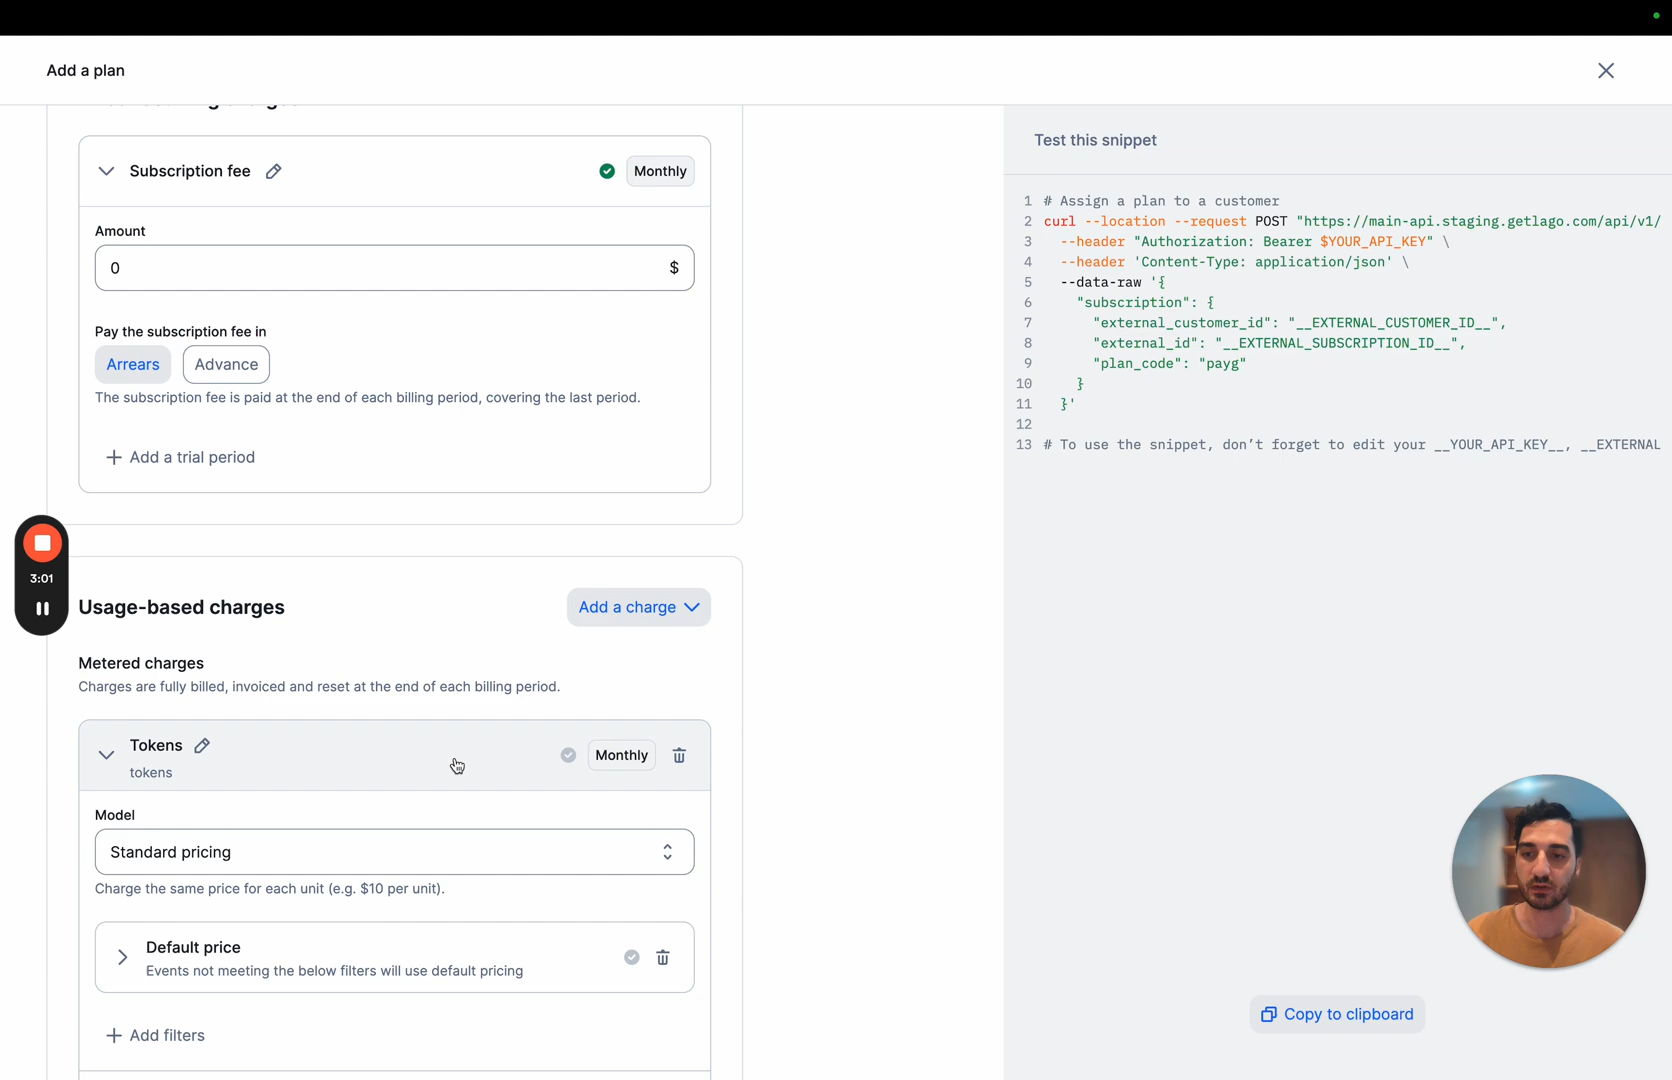 Add a plan
Subscription fee
Monthly
Amount
0
$
Pay the subscription fee in
Arrears
Advance
The subscription fee is paid at the end of each billing period, covering the last period.
Add a trial period
3:01
Usage-based charges
Add a charge
Metered charges
Charges are fully billed, invoiced and reset at the end of each billing period.
Tokens
tokens
Monthly
Model
Standard pricing
Charge the same price for each unit (e.g. $10 per unit).
Default price
Events not meeting the below filters will use default pricing
Add filters
Test this snippet
1 # Assign a plan to a customer
2 curl --location --request POST "https://main-api.staging.getlago.com/api/v1/
3 --header "Authorization: Bearer $YOUR_API_KEY" \
4 --header 'Content-Type: application/json' \
5 --data-raw '{
6 "subscription": {
7 "external_customer_id": "__EXTERNAL_CUSTOMER_ID__",
8 "external_id": "__EXTERNAL_SUBSCRIPTION_ID__",
9 "plan_code": "payg"
10 }
11 }'
12
13 # To use the snippet, don’t forget to edit your __YOUR_API_KEY__, __EXTERNAL
Copy to clipboard